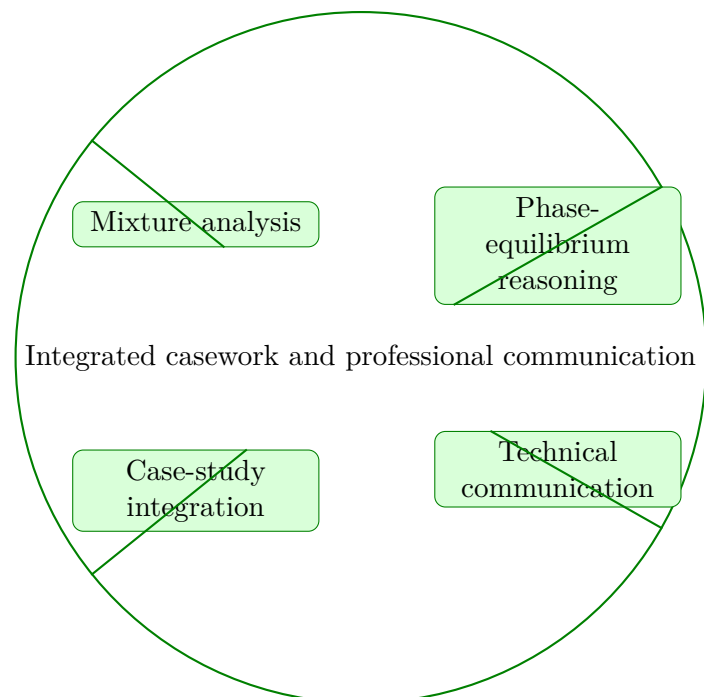 Mixture analysis
Phase-
equilibrium
reasoning
Integrated casework and professional communication
Case-study
integration
Technical
communication